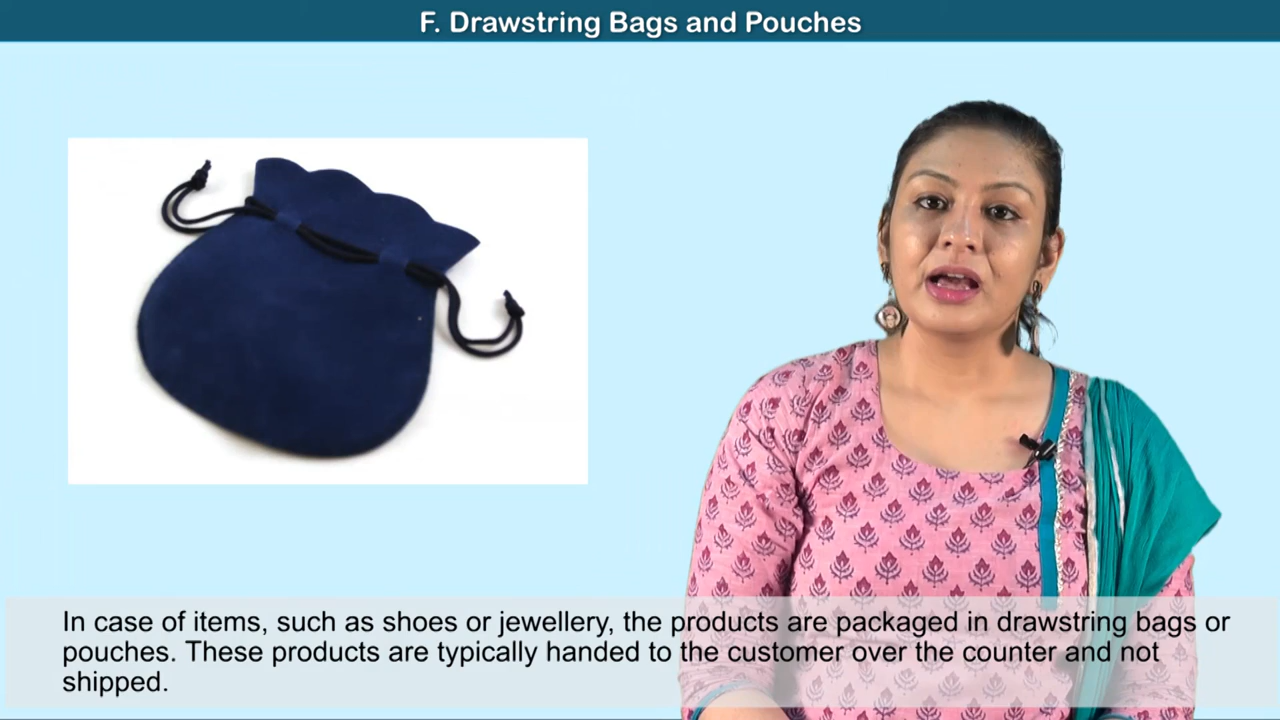 F. Drawstring Bags and Pouches
In case of items, such as shoes or jewellery, the products are packaged in drawstring bags or
pouches. These products are typically handed to the customer over the counter and not
shipped.